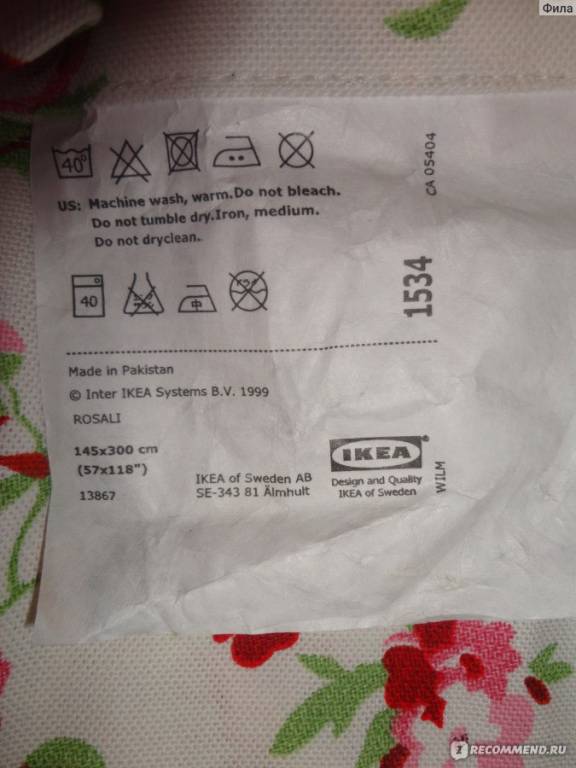 Фила
40°
CA 05404
US: Machine wash, warm.Do not bleach.
Do not tumble dry.Iron, medium.
Do not dryclean.
40
中
1534
Made in Pakistan
© Inter IKEA Systems B.V. 1999
ROSALI
145x300 cm
(57x118")
13867
IKEA of Sweden AB
SE-343 81 Älmhult
IKEA®
Design and Quality
IKEA of Sweden
WILM
IRECOMMEND.RU